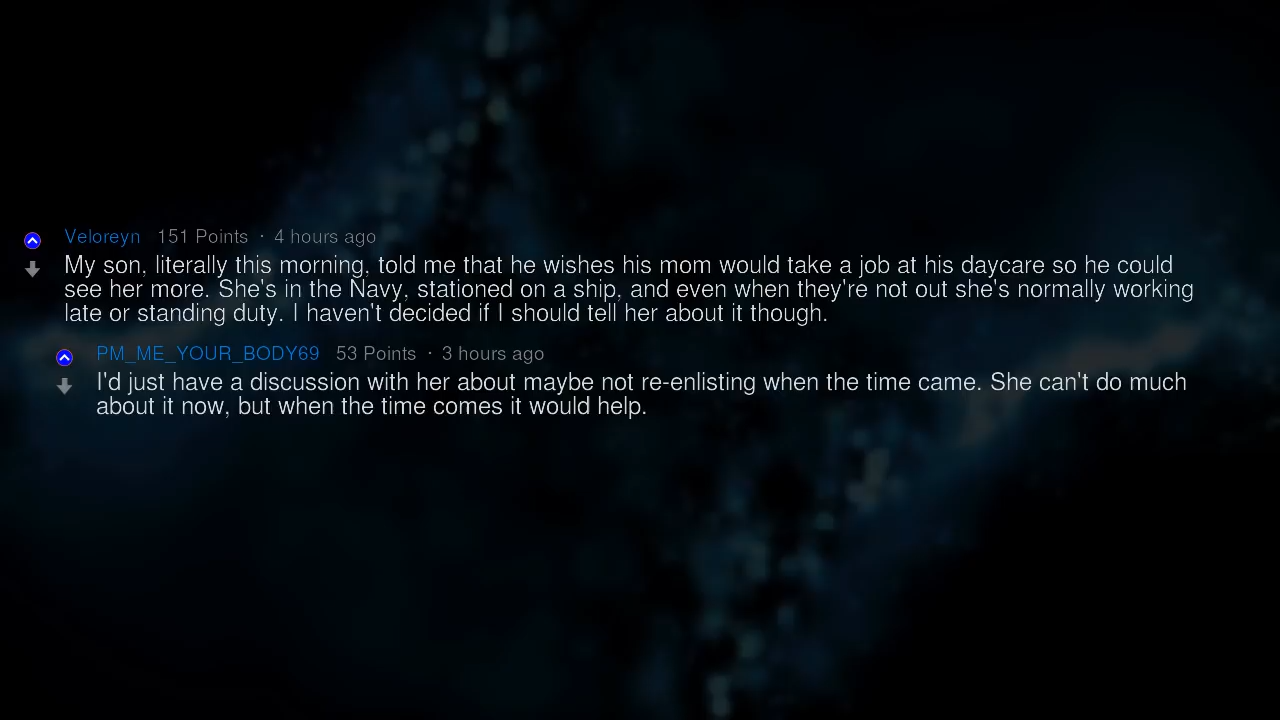 Veloreyn 151 Points · 4 hours ago
My son, literally this morning, told me that he wishes his mom would take a job at his daycare so he could
see her more. She's in the Navy, stationed on a ship, and even when they're not out she's normally working
late or standing duty. I haven't decided if I should tell her about it though.
PM_ME_YOUR_BODY69 53 Points · 3 hours ago
I'd just have a discussion with her about maybe not re-enlisting when the time came. She can't do much
about it now, but when the time comes it would help.